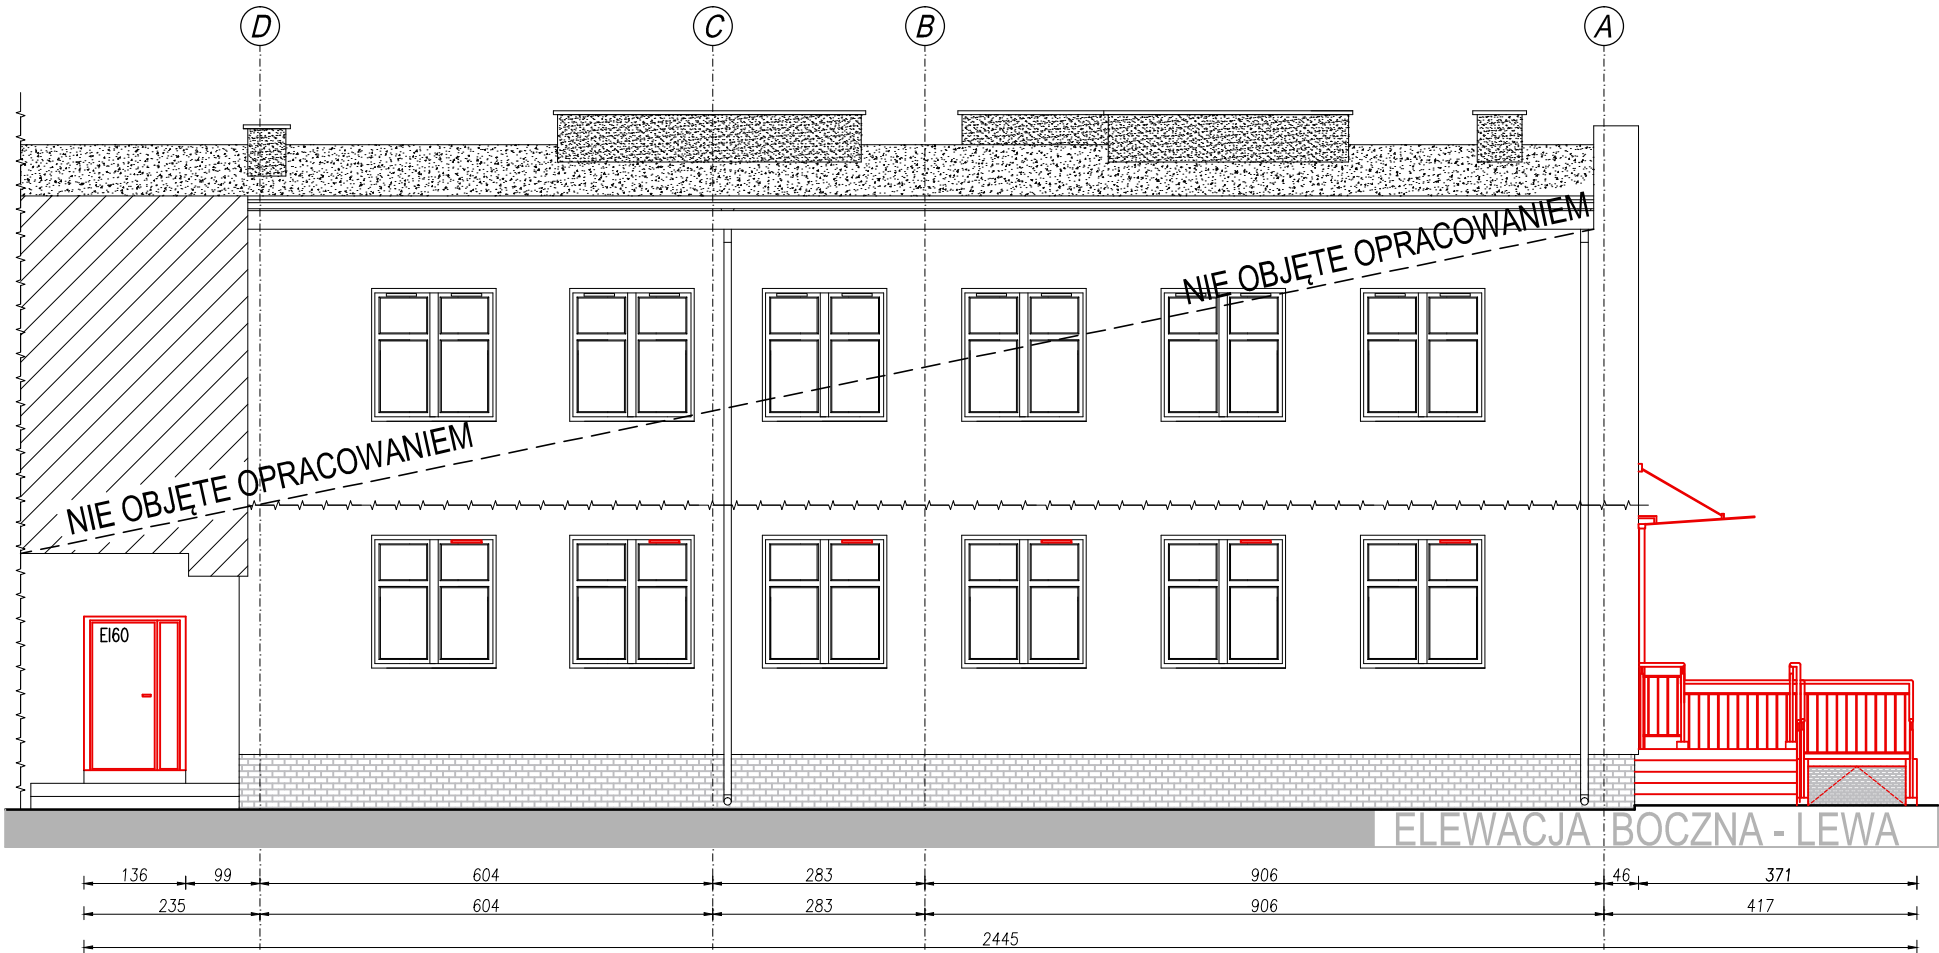 D
C
B
A
NIE OBJĘTE OPRACOWANIEM
NIE OBJĘTE OPRACOWANIEM
EI60
ELEWACJA BOCZNA - LEWA
136 99 604 283 906 46 371
235 604 283 906 417
2445